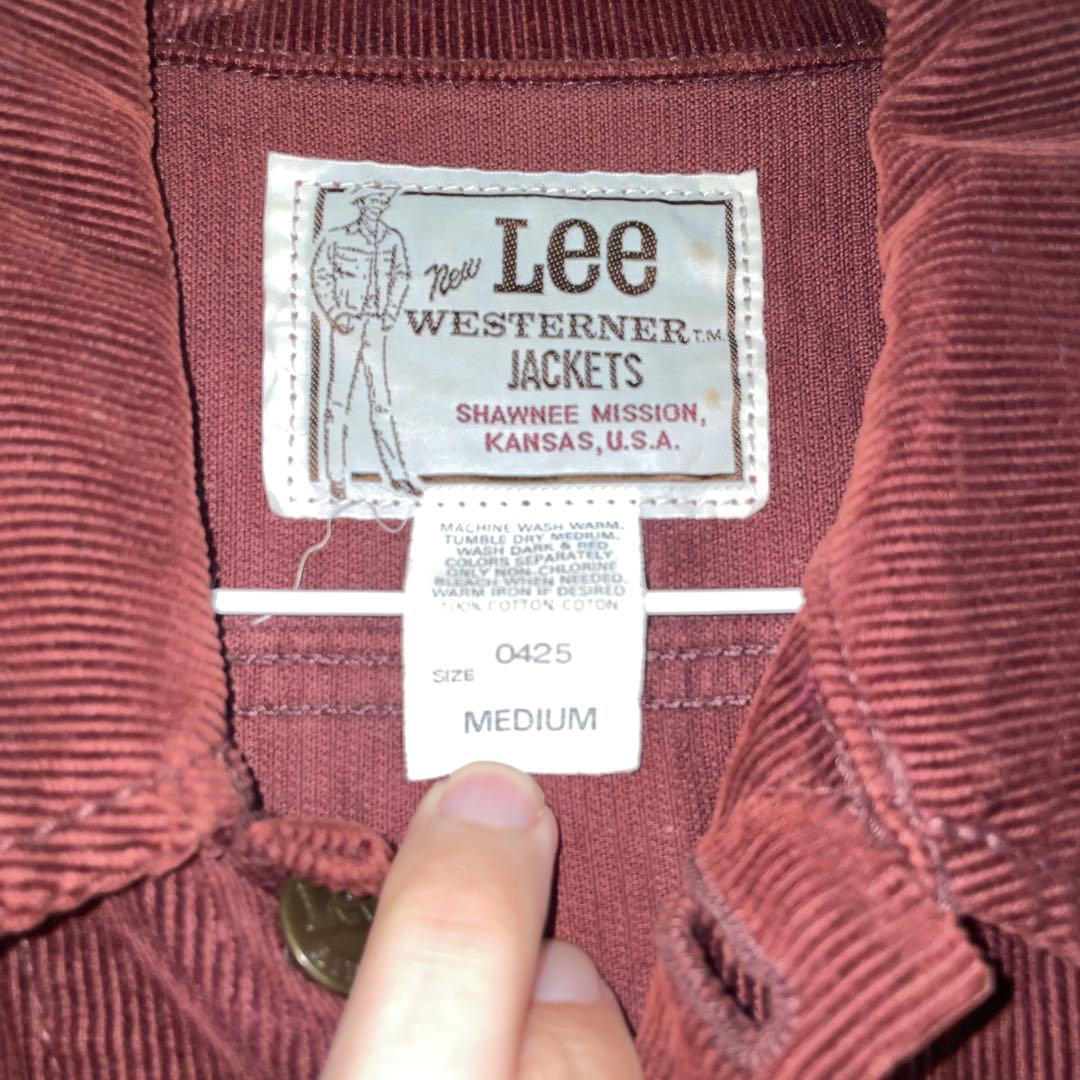 new Lee
WESTERNER T.M.
JACKETS
SHAWNEE MISSION,
KANSAS, U.S.A.
MACHINE WASH WARM.
TUMBLE DRY MEDIUM.
WASH DARK & RED
COLORS SEPARATELY
ONLY NON-CHLORINE
BLEACH WHEN NEEDED.
WARM IRON IF DESIRED
100% COTTON COTON
0425
SIZE
MEDIUM